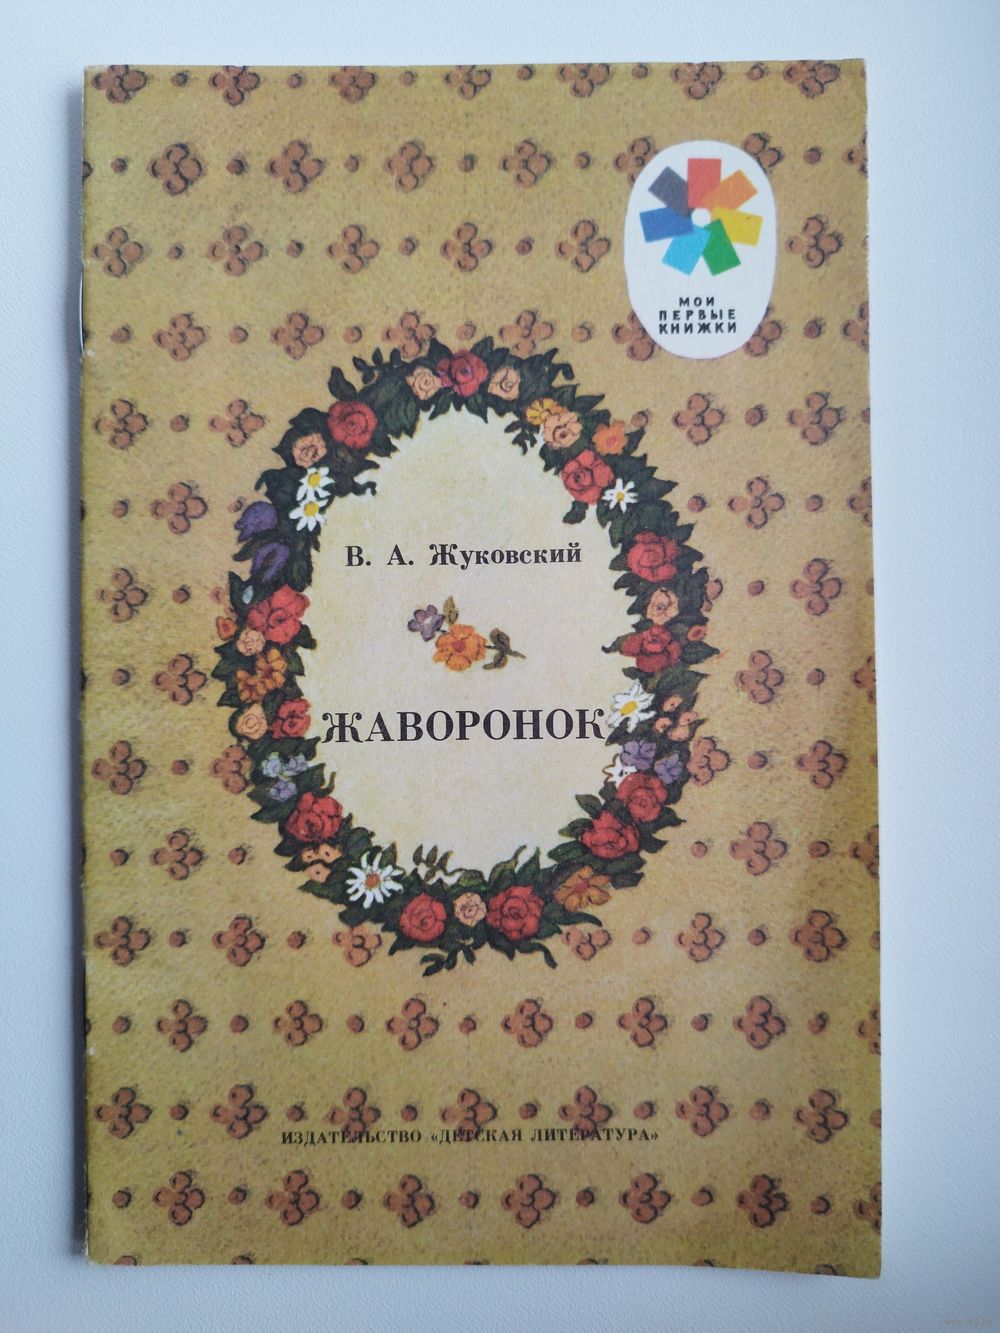 МОИ
ПЕРВЫЕ
КНИЖКИ
В. А. Жуковский
ЖАВОРОНОК
ИЗДАТЕЛЬСТВО «ДЕТСКАЯ ЛИТЕРАТУРА»